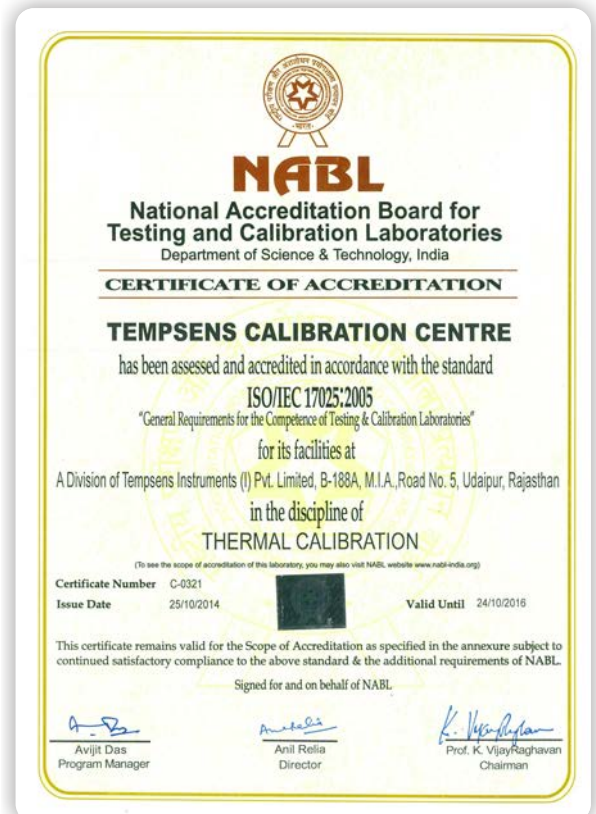 NABL
National Accreditation Board for
Testing and Calibration Laboratories
Department of Science & Technology, India
CERTIFICATE OF ACCREDITATION
TEMPSENS CALIBRATION CENTRE
has been assessed and accredited in accordance with the standard
ISO/IEC 17025:2005
"General Requirements for the Competence of Testing & Calibration Laboratories"
for its facilities at
A Division of Tempsens Instruments (I) Pvt. Limited, B-188A, M.I.A.,Road No. 5, Udaipur, Rajasthan
in the discipline of
THERMAL CALIBRATION
(To see the scope of accreditation of this laboratory, you may also visit NABL website www.nabl-india.org)
Certificate Number C-0321
Issue Date 25/10/2014 Valid Until 24/10/2016
This certificate remains valid for the Scope of Accreditation as specified in the annexure subject to
continued satisfactory compliance to the above standard & the additional requirements of NABL.
Signed for and on behalf of NABL
Avijit Das Anil Relia Prof. K. VijayRaghavan
Program Manager Director Chairman